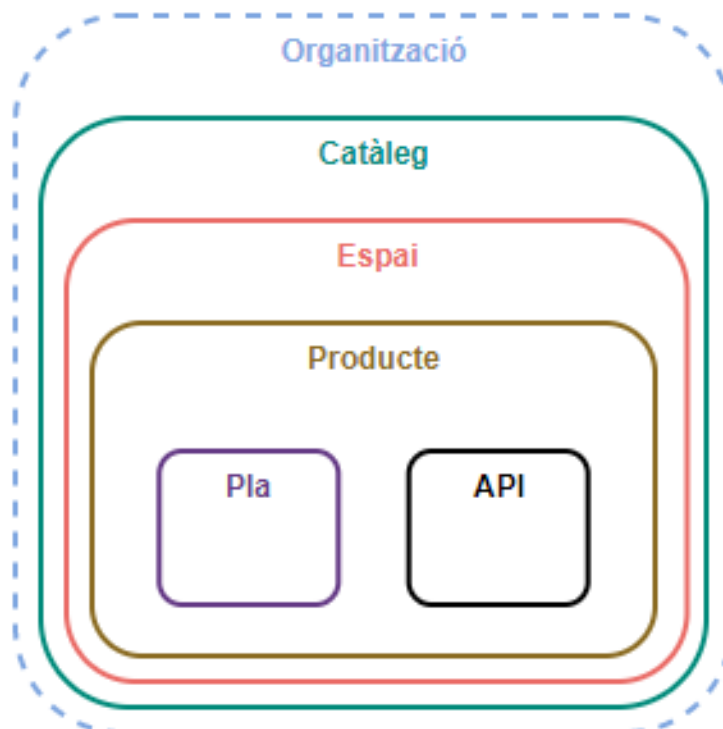 Organització
Catàleg
Espai
Producte
Pla
API